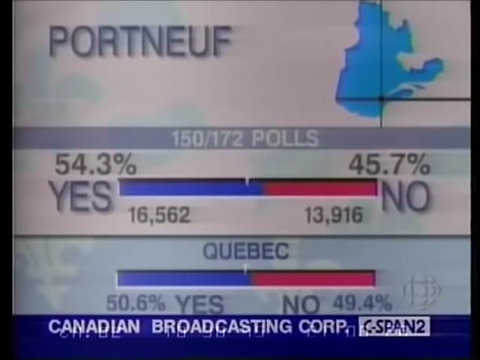 PORTNEUF
150/172 POLLS
54.3% 45.7%
YES NO
16,562 13,916
QUEBEC
50.6% YES NO 49.4%
CANADIAN BROADCASTING CORP C-SPAN2